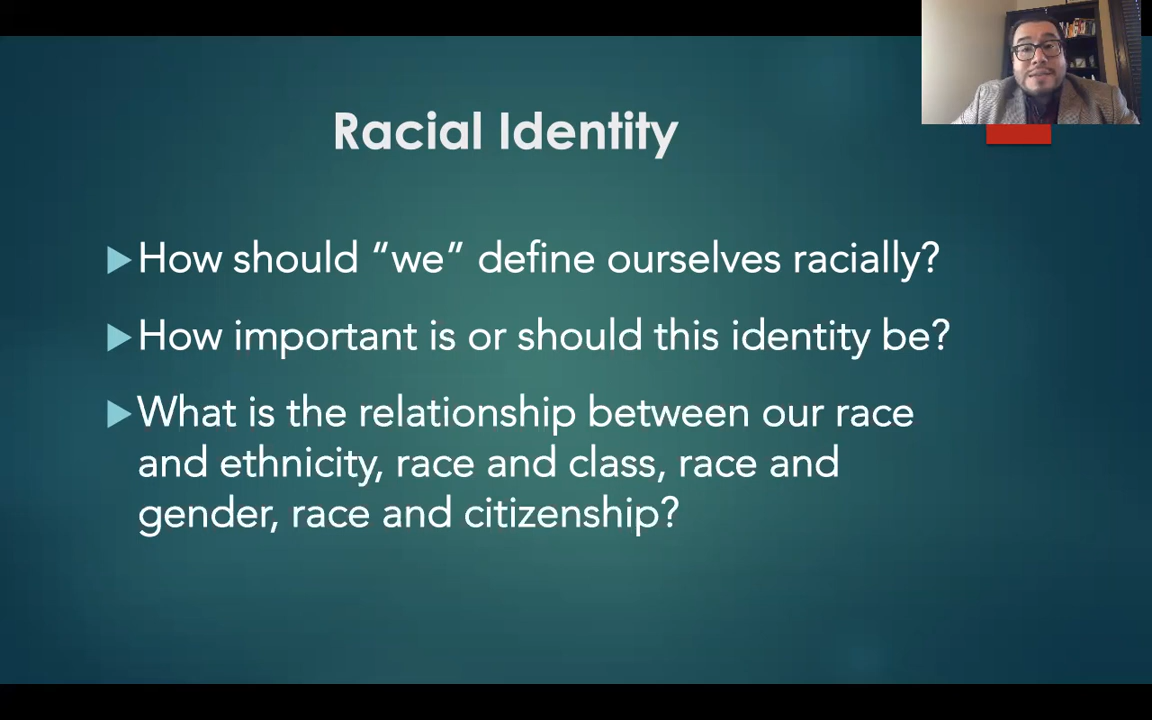 Racial Identity
How should “we” define ourselves racially?
How important is or should this identity be?
What is the relationship between our race
and ethnicity, race and class, race and
gender, race and citizenship?